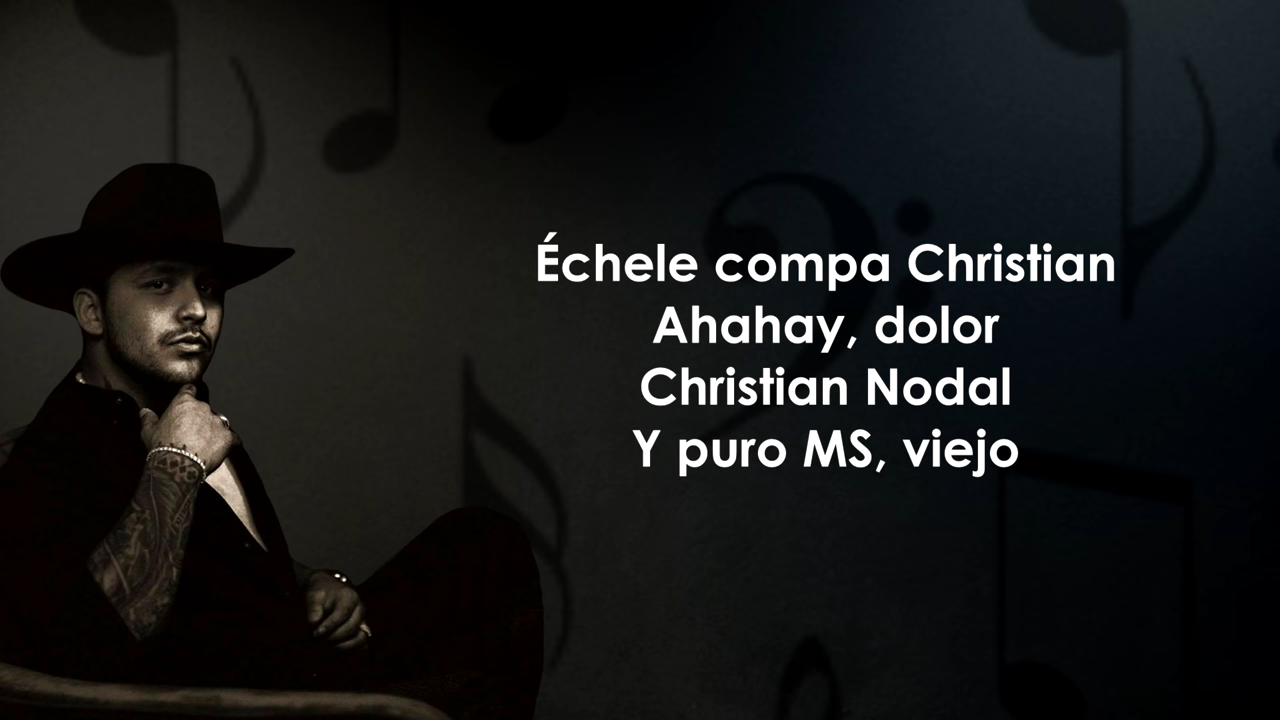 Échele compa Christian
Ahahay, dolor
Christian Nodal
Y puro MS, viejo